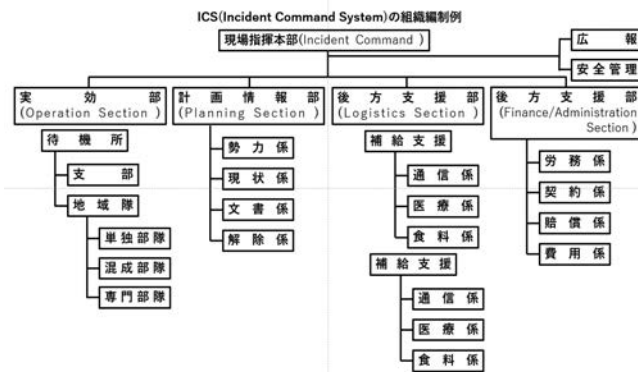 ICS(Incident Command System)の組織編制例
現場指揮本部(Incident Command )
広 報
安全管理
実 効 部
(Operation Section )
計 画 情 報 部
(Planning Section )
後 方 支 援 部
(Logistics Section )
後 方 支 援 部
(Finance/Administration
Section )
待 機 所
支 部
地 域 隊
単独部隊
混成部隊
専門部隊
勢 力 係
現 状 係
文 書 係
解 除 係
補 給 支 援
通 信 係
医 療 係
食 料 係
補 給 支 援
通 信 係
医 療 係
食 料 係
労 務 係
契 約 係
賠 償 係
費 用 係